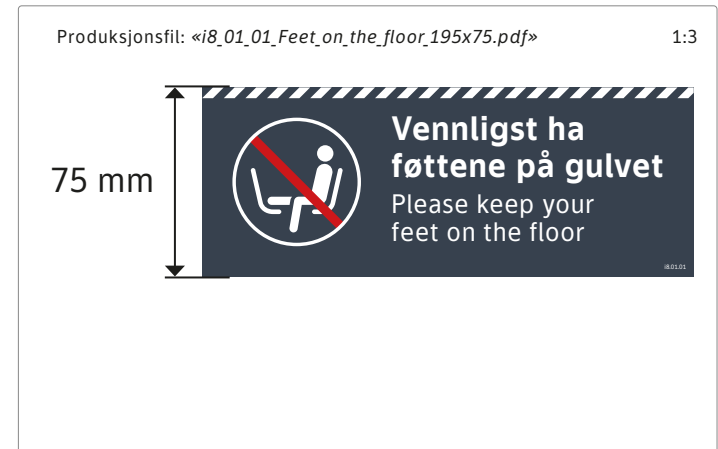 Produksjonsfil: «i8_01_01_Feet_on_the_floor_195x75.pdf» 1:3
75 mm
Vennligst ha
føttene på gulvet
Please keep your
feet on the floor
i8.01.01